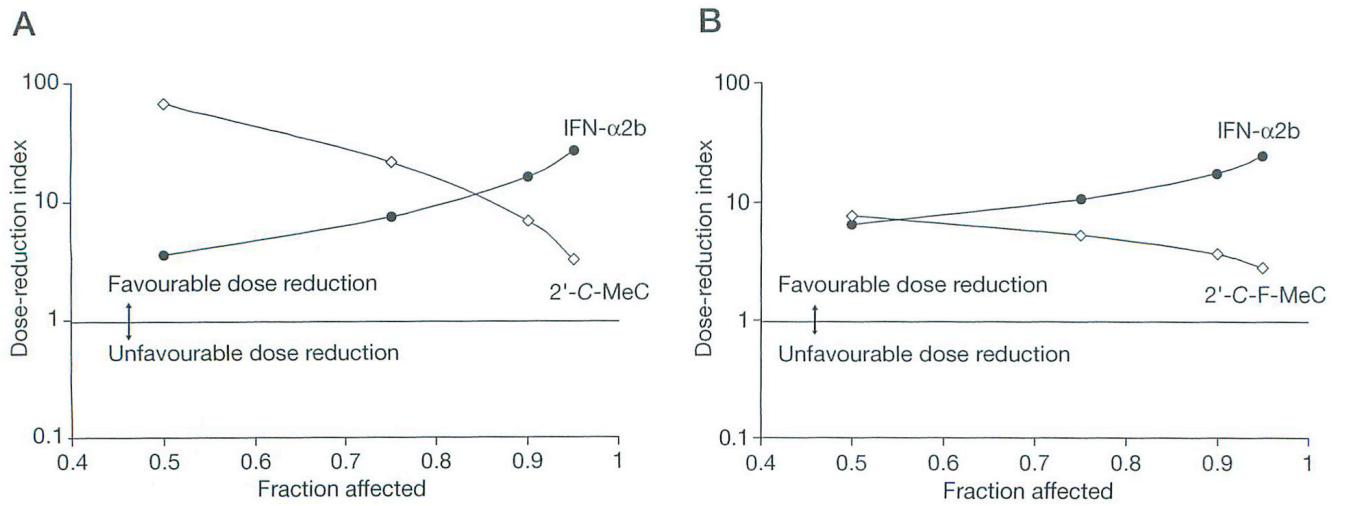 A
Dose-reduction index
100
10
1
0.1
IFN-α2b
2'-C-MeC
Favourable dose reduction
Unfavourable dose reduction
0.4 0.5 0.6 0.7 0.8 0.9 1
Fraction affected
B
Dose-reduction index
100
10
1
0.1
IFN-α2b
2'-C-F-MeC
Favourable dose reduction
Unfavourable dose reduction
0.4 0.5 0.6 0.7 0.8 0.9 1
Fraction affected